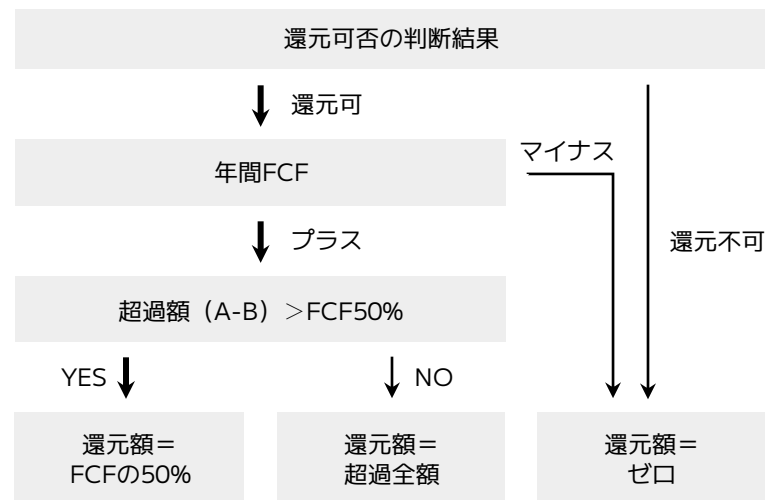 還元可否の判断結果
還元可
年間FCF
マイナス
プラス
還元不可
超過額（A-B）＞FCF50%
YES
NO
還元額＝
FCFの50%
還元額＝
超過全額
還元額＝
ゼロ